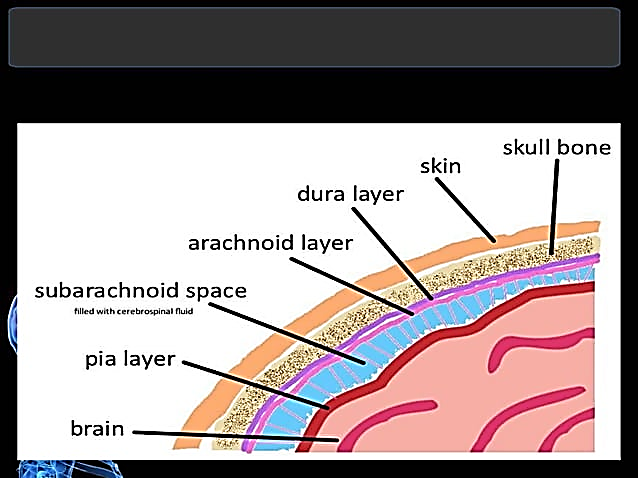 skull bone
skin
dura layer
arachnoid layer
subarachnoid space
filled with cerebrospinal fluid
pia layer
brain